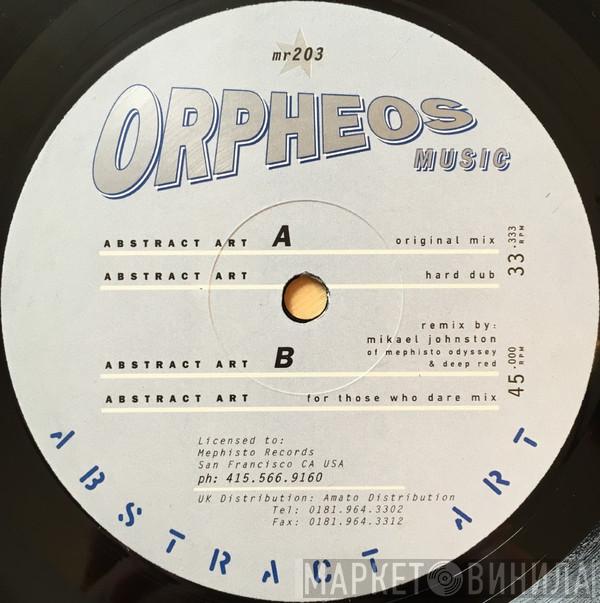 mr203
ORPHEOS
MUSIC
ABSTRACT ART A original mix
ABSTRACT ART hard dub
33.333 RPM
remix by:
mikael johnston
of mephisto odyssey
ABSTRACT ART B & deep red
ABSTRACT ART for those who dare mix
45.000 RPM
Licensed to:
Mephisto Records
San Francisco CA USA
ph: 415.566.9160
UK Distribution: Amato Distribution
Tel: 0181.964.3302
Fax: 0181.964.3312
ABSTRACT ART
МАРКЕТ ВИНИЛА